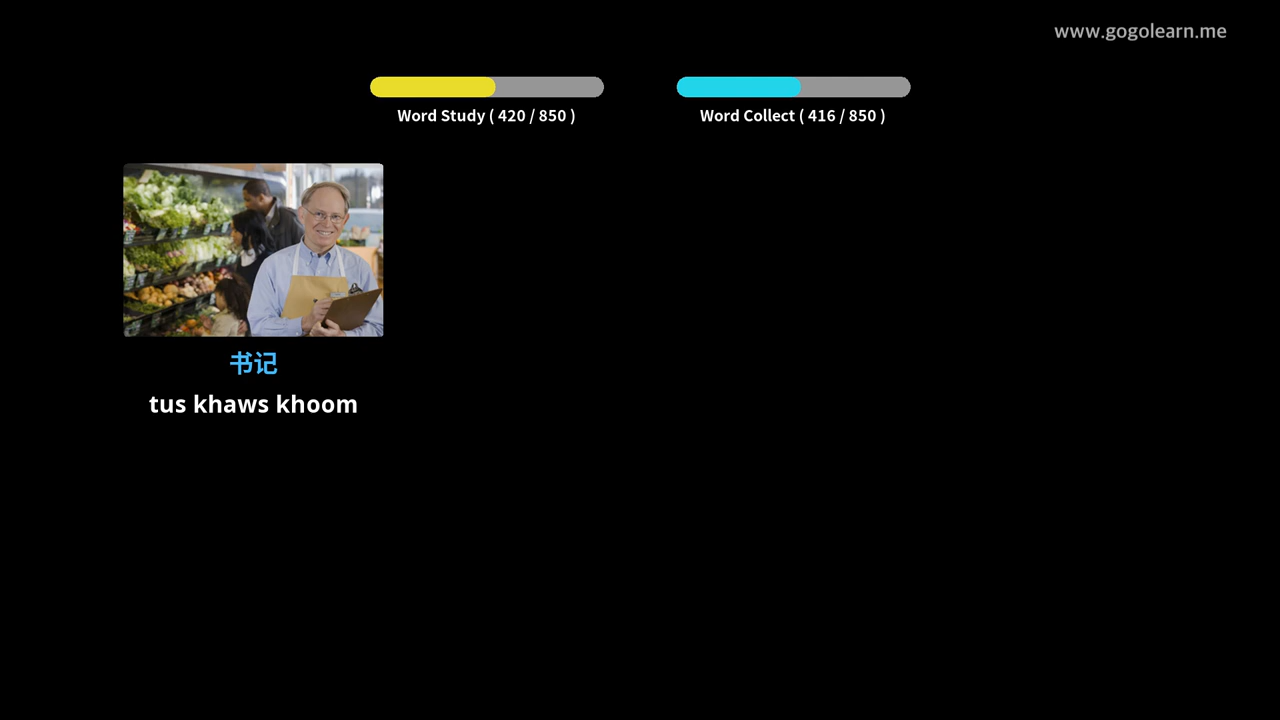 www.gogolearn.me
Word Study ( 420 / 850 )
Word Collect ( 416 / 850 )
书记
tus khaws khoom